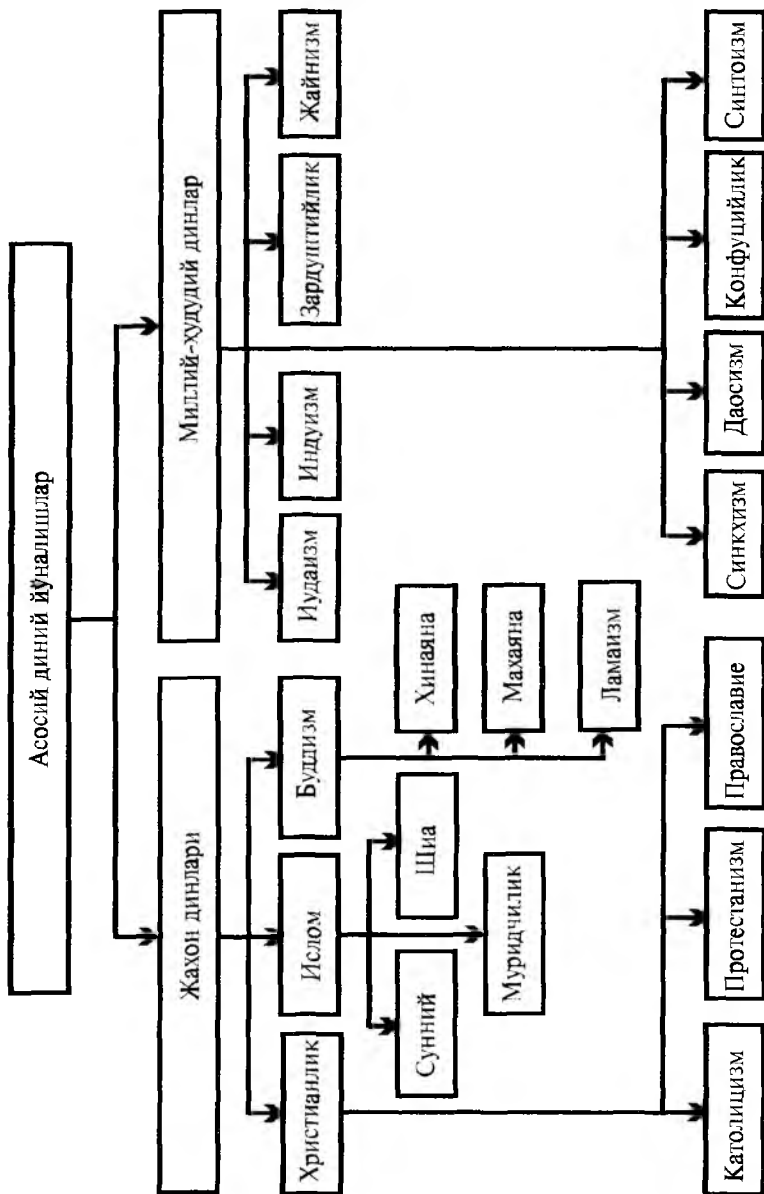 Асосий диний йўналишлар
Жахон динлари
Миллий-худудий динлар
Христианлик
Ислом
Буддизм
Иудаизм
Индуизм
Зардуштийлик
Жайнизм
Сунний
Шиа
Хинаяна
Муридчилик
Махаяна
Ламаизм
Католицизм
Протестанизм
Православие
Синкхизм
Даосизм
Конфуцийлик
Синтоизм